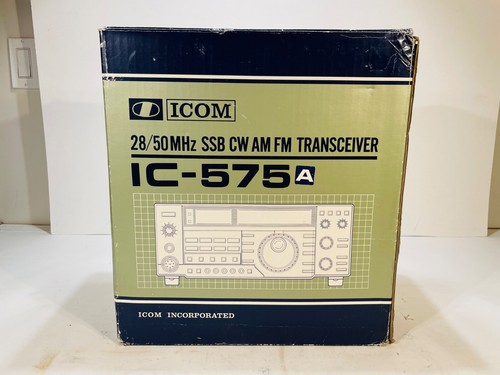 ICOM
28/50MHz SSB CW AM FM TRANSCEIVER
IC-575A
ICOM INCORPORATED